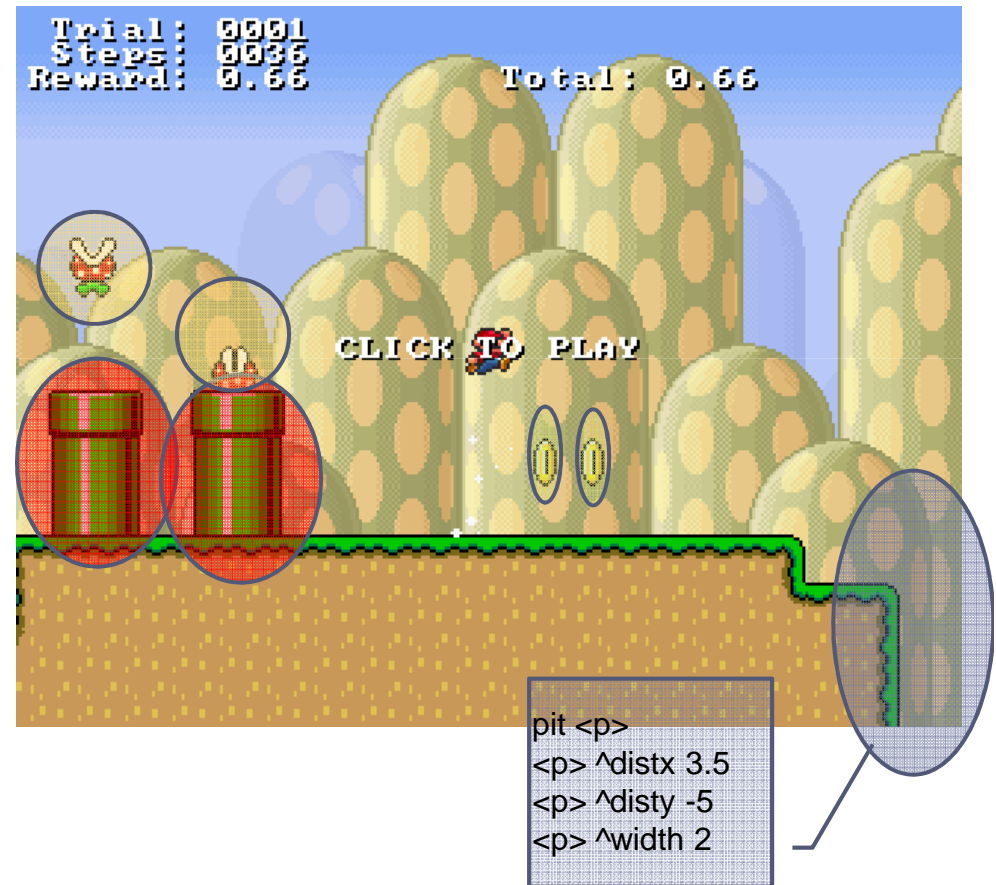 Trial: 0001
Steps: 0036
Reward: 0.66 Total: 0.66
CLICK TO PLAY
pit <p>
<p> ^distx 3.5
<p> ^disty -5
<p> ^width 2